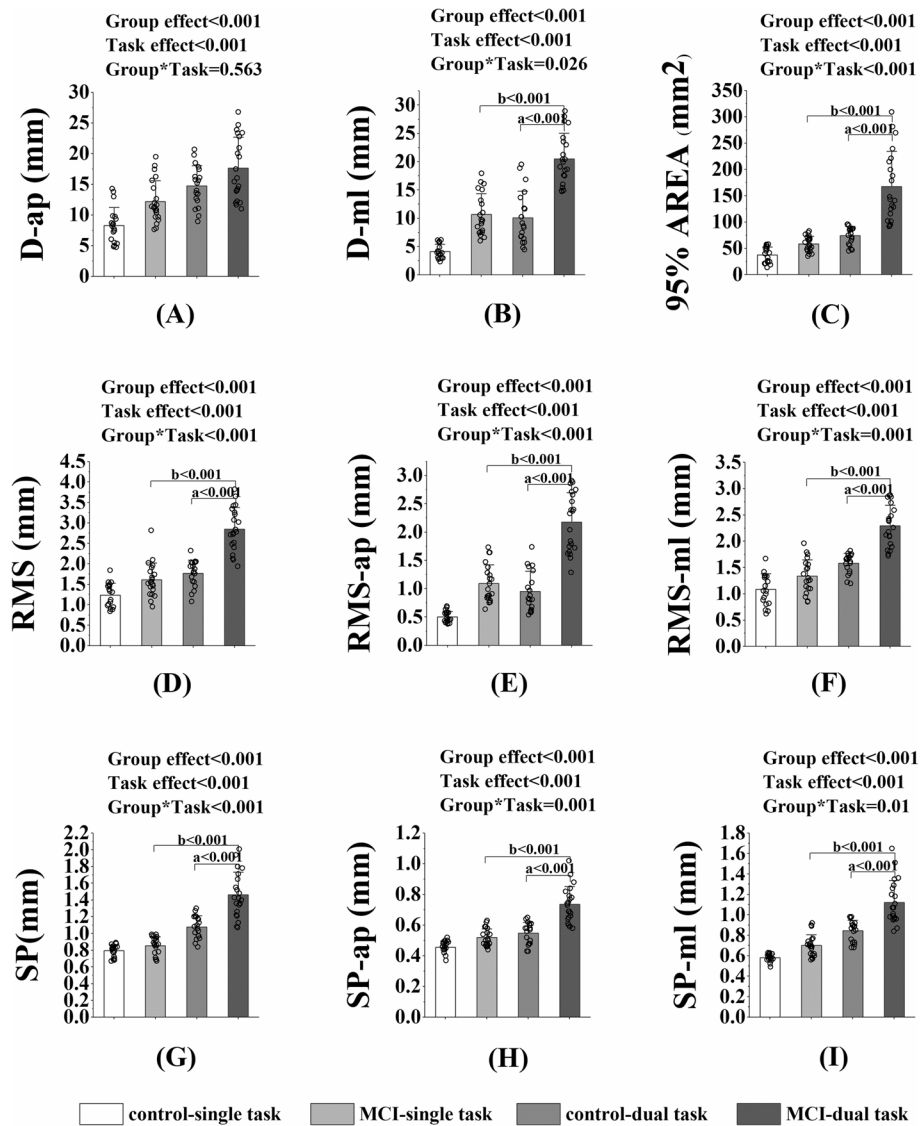 Group effect<0.001
Task effect<0.001
Group*Task=0.563
D-ap (mm)
30
25
20
15
10
5
0
(A)
Group effect<0.001
Task effect<0.001
Group*Task=0.026
D-ml (mm)
30
25
20
15
10
5
0
b<0.001
a<0.001
(B)
Group effect<0.001
Task effect<0.001
Group*Task<0.001
95% AREA (mm²)
350
300
250
200
150
100
50
0
b<0.001
a<0.001
(C)
Group effect<0.001
Task effect<0.001
Group*Task<0.001
RMS (mm)
4.5
4.0
3.5
3.0
2.5
2.0
1.5
1.0
0.5
0.0
b<0.001
a<0.001
(D)
Group effect<0.001
Task effect<0.001
Group*Task<0.001
RMS-ap (mm)
3.0
2.5
2.0
1.5
1.0
0.5
0.0
b<0.001
a<0.001
(E)
Group effect<0.001
Task effect<0.001
Group*Task=0.001
RMS-ml (mm)
3.5
3.0
2.5
2.0
1.5
1.0
0.5
0.0
b<0.001
a<0.001
(F)
Group effect<0.001
Task effect<0.001
Group*Task<0.001
SP(mm)
2.2
2.0
1.8
1.6
1.4
1.2
1.0
0.8
0.6
0.4
0.2
0.0
b<0.001
a<0.001
(G)
Group effect<0.001
Task effect<0.001
Group*Task=0.001
SP-ap (mm)
1.2
1.0
0.8
0.6
0.4
0.2
0.0
b<0.001
a<0.001
(H)
Group effect<0.001
Task effect<0.001
Group*Task=0.01
SP-ml (mm)
1.8
1.6
1.4
1.2
1.0
0.8
0.6
0.4
0.2
0.0
b<0.001
a<0.001
(I)
control-single task
MCI-single task
control-dual task
MCI-dual task